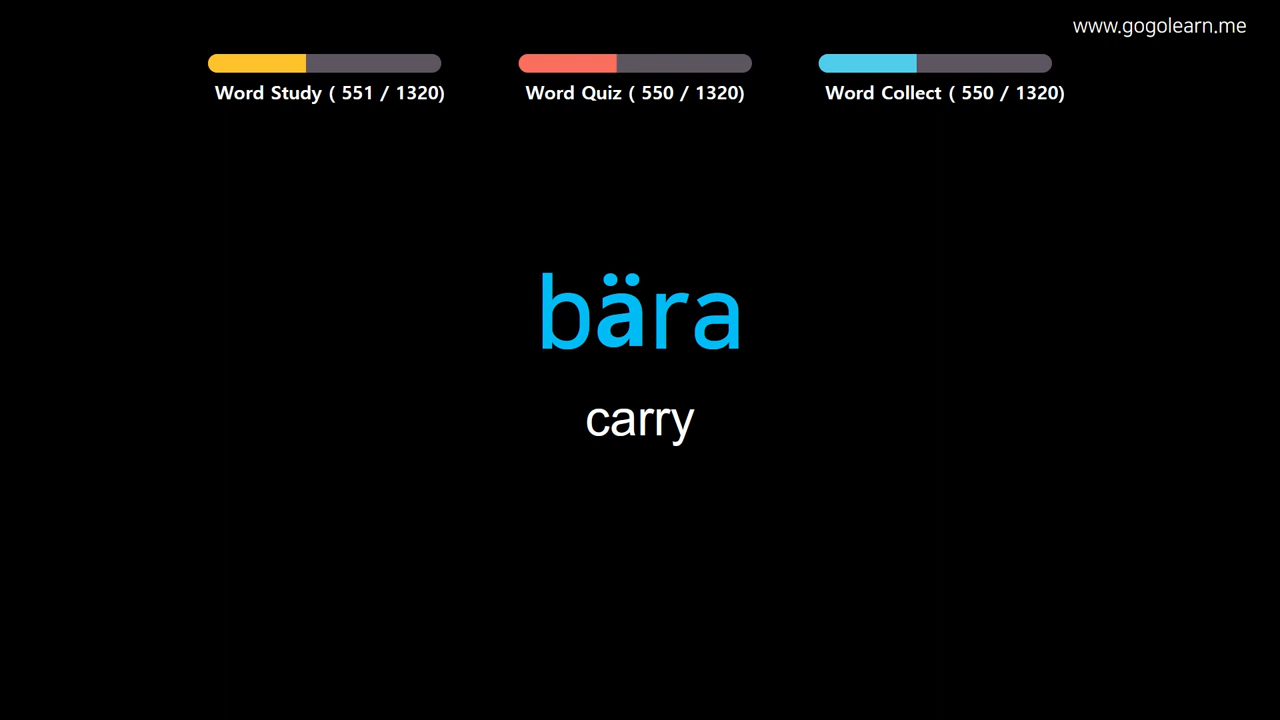 www.gogolearn.me
Word Study ( 551 / 1320)
Word Quiz ( 550 / 1320)
Word Collect ( 550 / 1320)
bära
carry